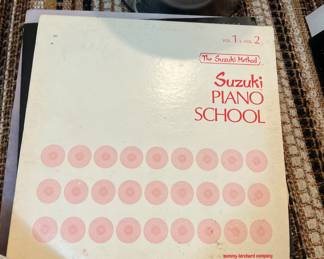 VOL. 1 & VOL. 2
The Suzuki Method
Suzuki
PIANO
SCHOOL
summy birchard company